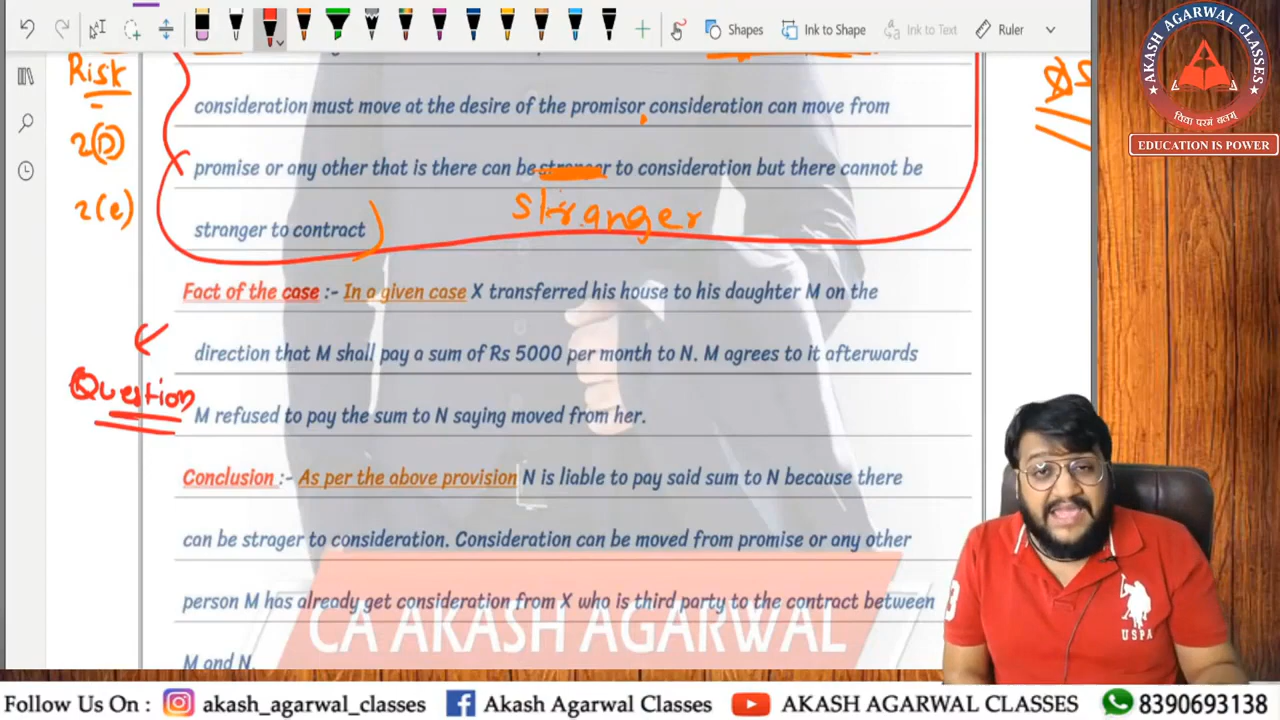 Shapes
Ink to Shape
Ink to Text
Ruler
AKASH AGARWAL CLASSES
विद्या परमं बलम्
EDUCATION IS POWER
Risk
consideration must move at the desire of the promisor consideration can move from
2(D)
promise or any other that is there can be stranger to consideration but there cannot be
2(e)
stranger
stranger to contract
Fact of the case :- In a given case X transferred his house to his daughter M on the
direction that M shall pay a sum of Rs 5000 per month to N. M agrees to it afterwards
Question
M refused to pay the sum to N saying moved from her.
Conclusion :- As per the above provision N is liable to pay said sum to N because there
can be strager to consideration. Consideration can be moved from promise or any other
person M has already get consideration from X who is third party to the contract between
CA AKASH AGARWAL
M and N.
3
USPA
Follow Us On : akash_agarwal_classes Akash Agarwal Classes AKASH AGARWAL CLASSES 8390693138